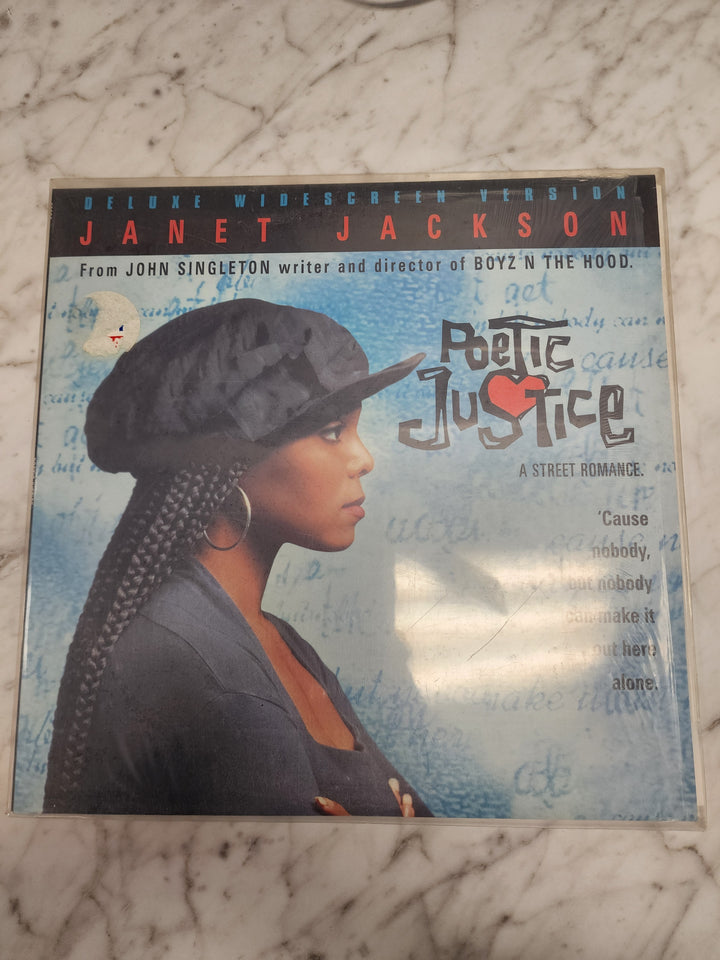 DELUXE WIDESCREEN VERSION
JANET JACKSON
From JOHN SINGLETON writer and director of BOYZ N THE HOOD.
POETIC
JUSTICE
A STREET ROMANCE.
'Cause
nobody,
but nobody
can make it
out here
alone.